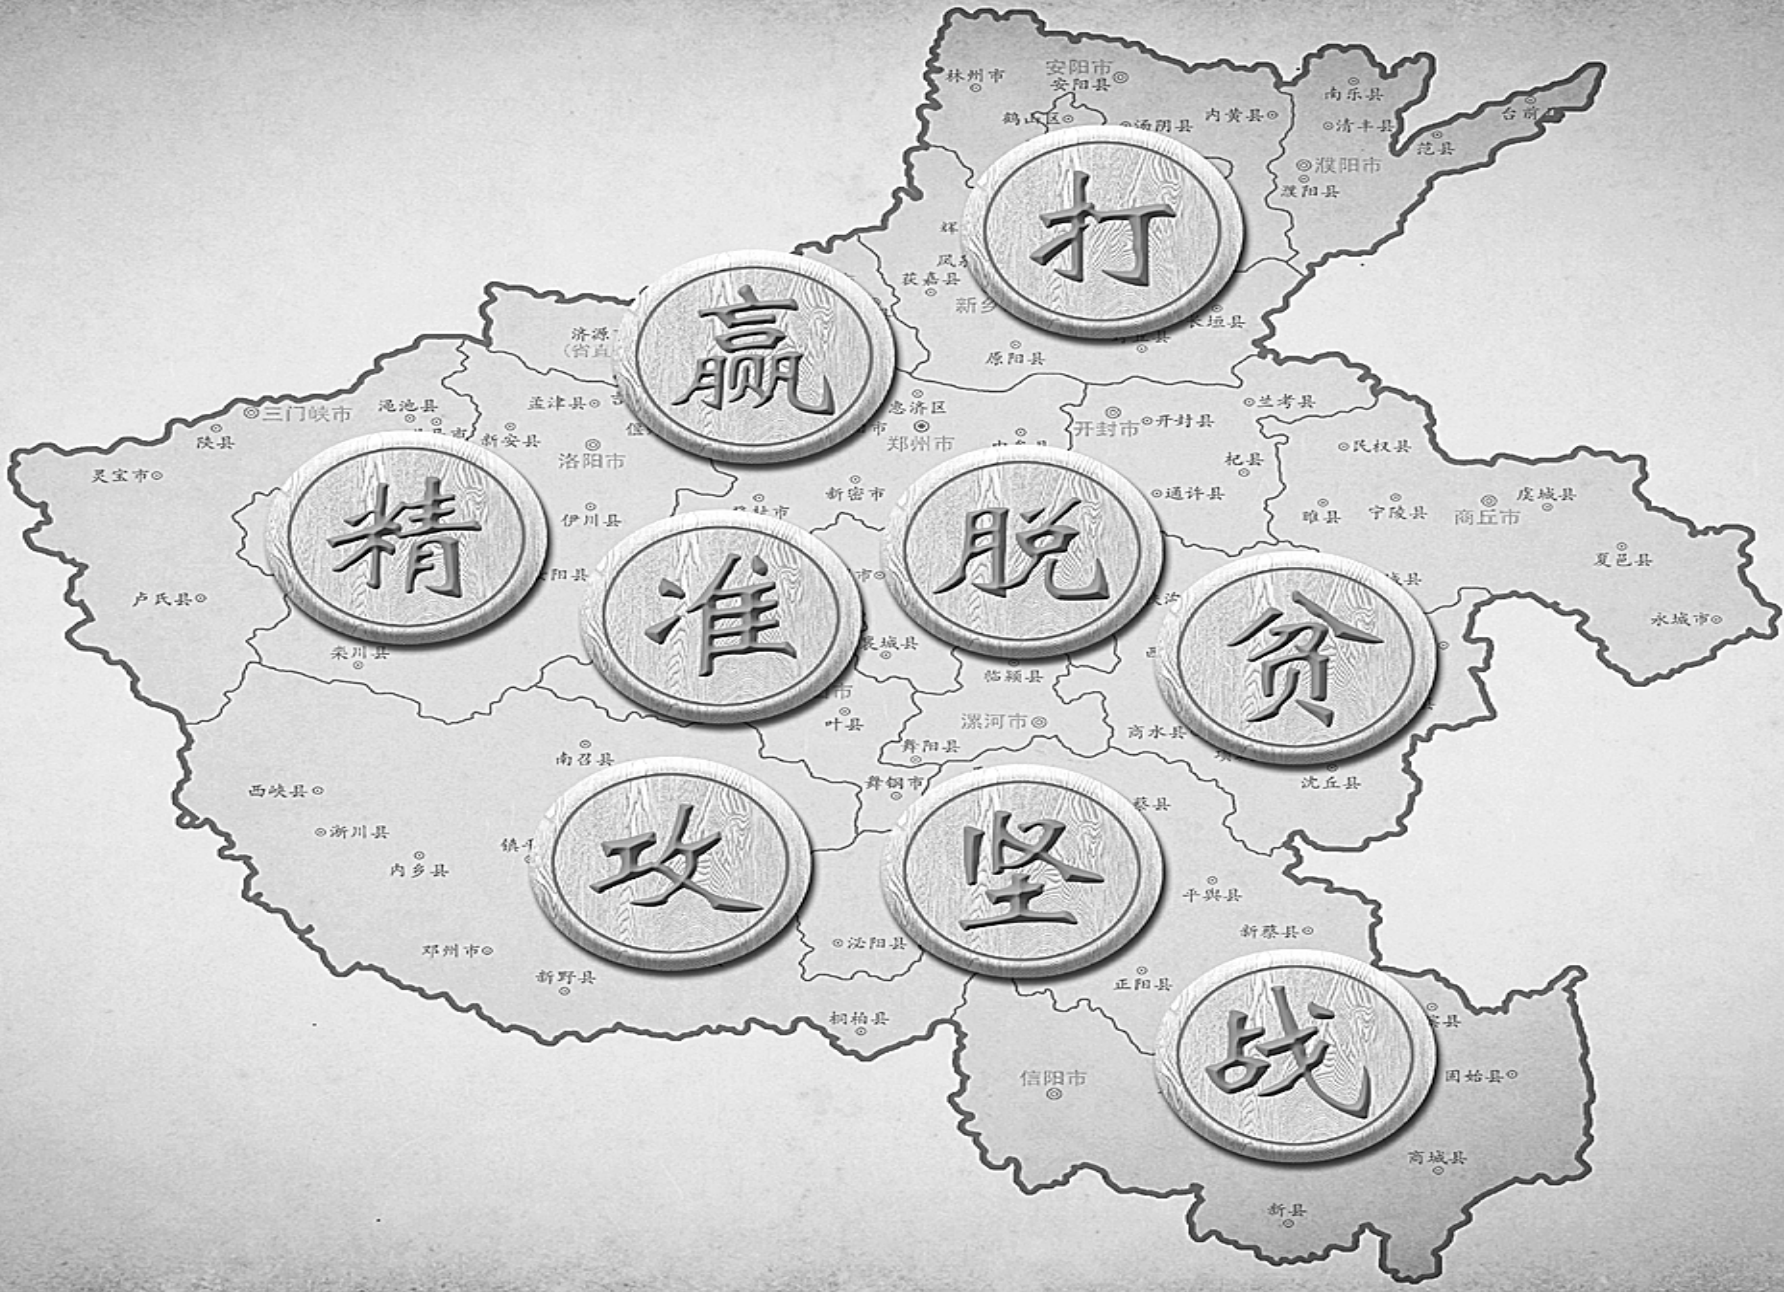 打
赢
精
准
脱
贫
攻
坚
战
林州市
安阳市
安阳县
鹤山区
汤阴县
内黄县
南乐县
清丰县
台前
范县
濮阳市
濮阳县
获嘉县
新乡
原阳县
长垣县
济源
孟津县
三门峡市
渑池县
陕县
灵宝市
新安县
洛阳市
伊川县
卢氏县
栾川县
惠济区
郑州市
新密市
开封市
开封县
兰考县
杞县
通许县
民权县
睢县
宁陵县
商丘市
虞城县
夏邑县
永城市
襄城县
临颍县
叶县
漯河市
舞阳县
舞钢市
商水县
沈丘县
南召县
西峡县
淅川县
内乡县
邓州市
新野县
泌阳县
桐柏县
平舆县
新蔡县
正阳县
信阳市
固始县
商城县
新县